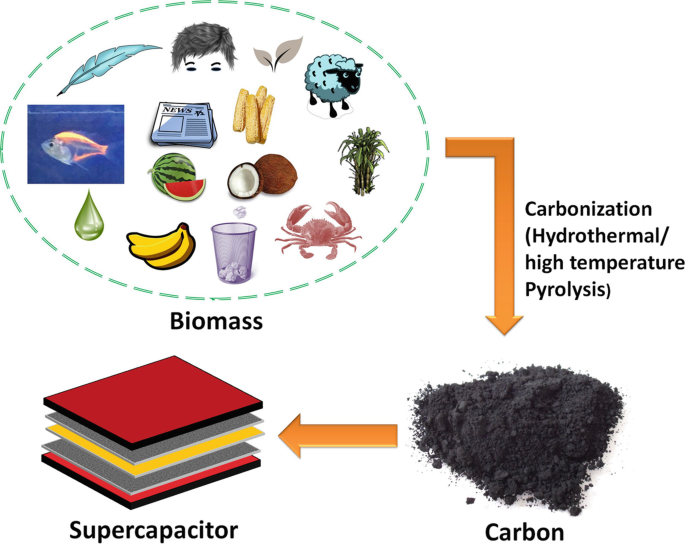 NEWS
Carbonization
(Hydrothermal/
high temperature
Pyrolysis)
Biomass
Supercapacitor
Carbon